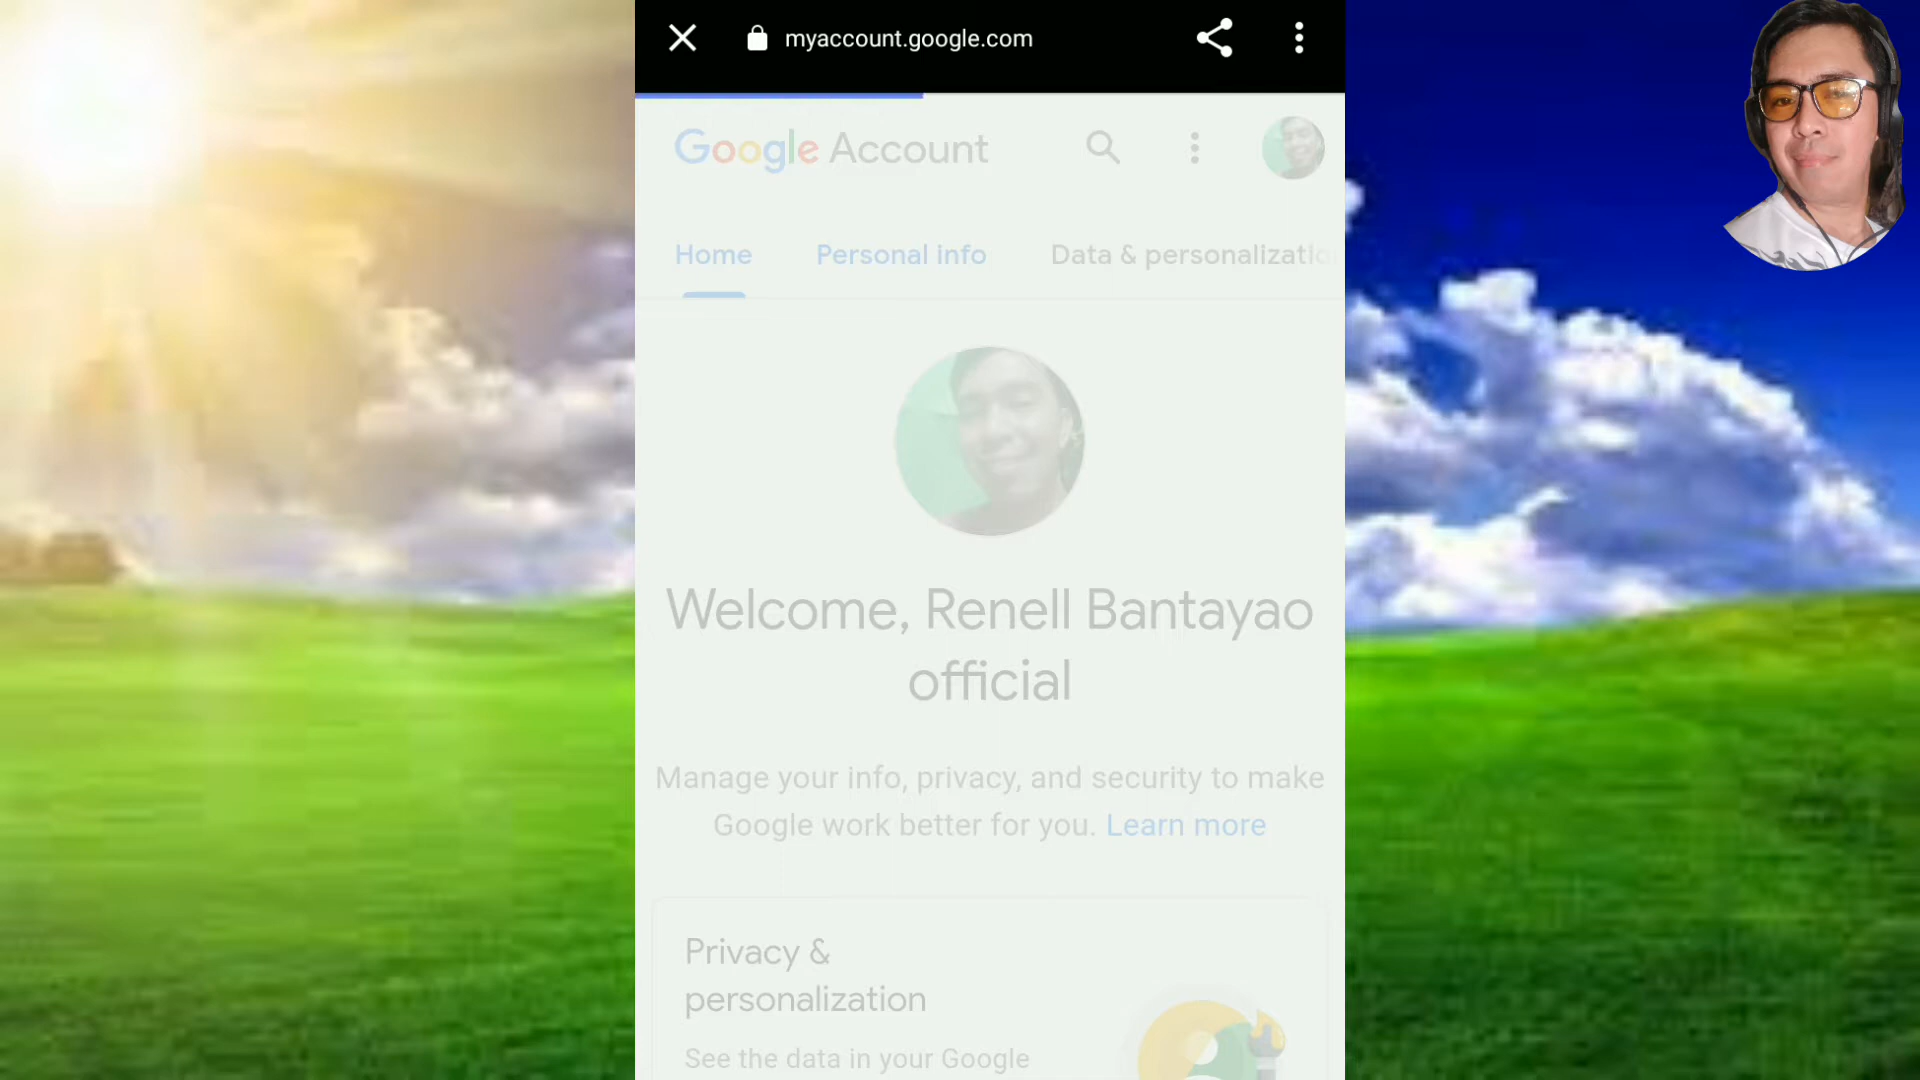 myaccount.google.com
Google Account
Home Personal info Data & personalizatio
Welcome, Renell Bantayao
official
Manage your info, privacy, and security to make
Google work better for you. Learn more
Privacy &
personalization
See the data in your Google